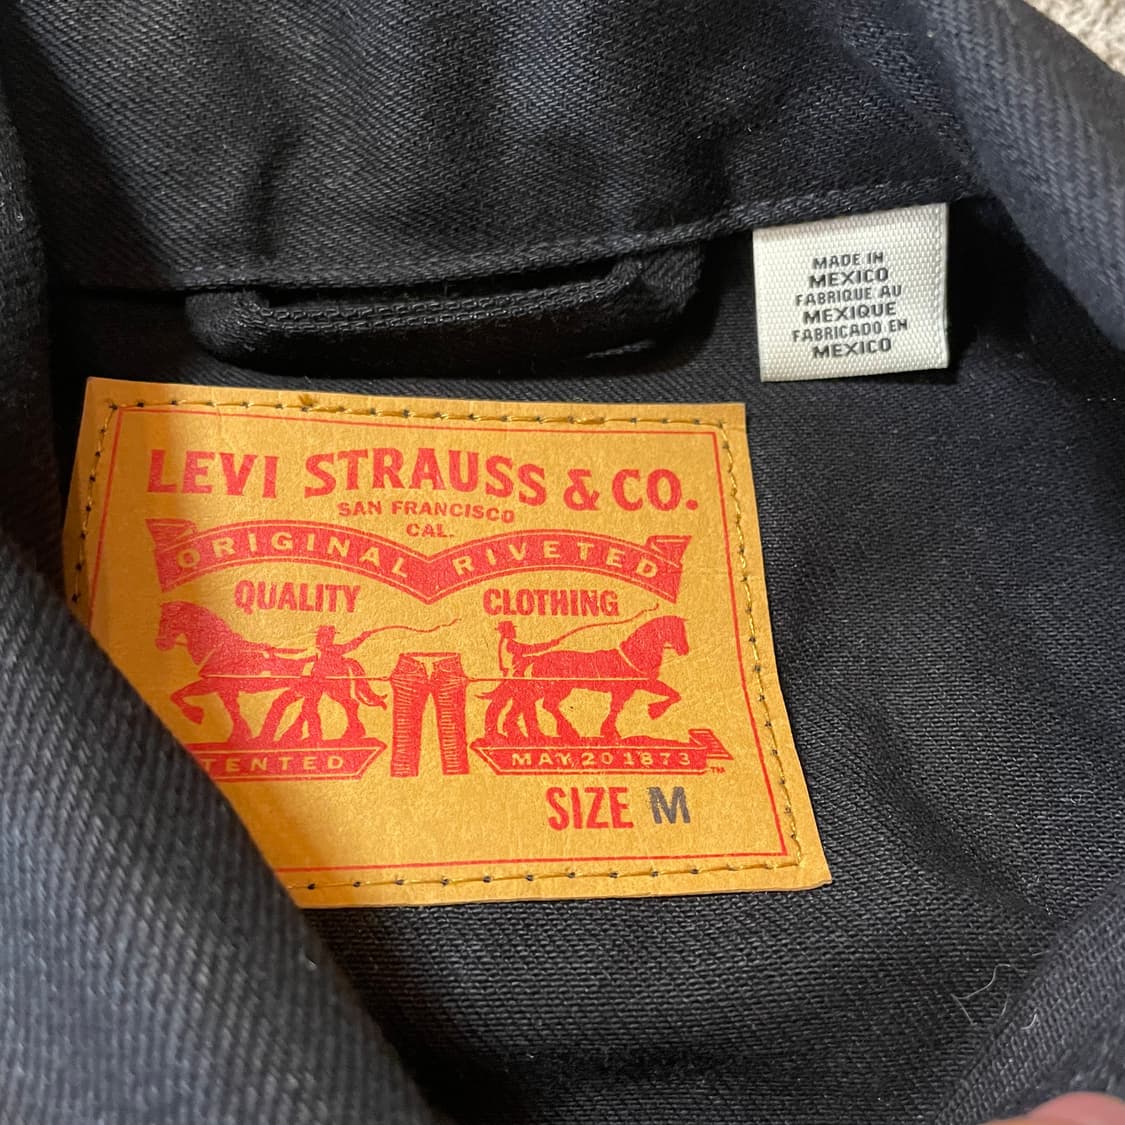 MADE IN
MEXICO
FABRIQUE AU
MEXIQUE
FABRICADO EN
MEXICO
LEVI STRAUSS & CO.
SAN FRANCISCO
CAL.
ORIGINAL RIVETED
QUALITY CLOTHING
TENTED MAY 20 1873 ™
SIZE M